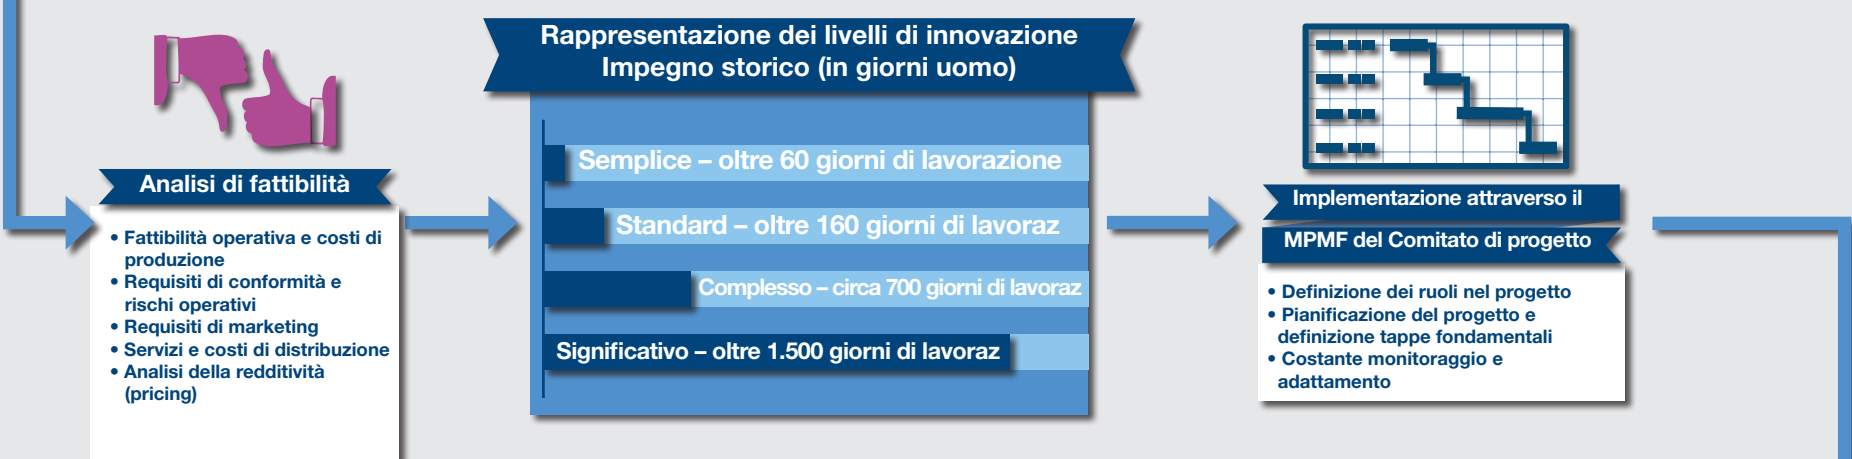 Analisi di fattibilità
• Fattibilità operativa e costi di
produzione
• Requisiti di conformità e
rischi operativi
• Requisiti di marketing
• Servizi e costi di distribuzione
• Analisi della redditività
(pricing)
Rappresentazione dei livelli di innovazione
Impegno storico (in giorni uomo)
Semplice – oltre 60 giorni di lavorazione
Standard – oltre 160 giorni di lavoraz
Complesso – circa 700 giorni di lavoraz
Significativo – oltre 1.500 giorni di lavoraz
Implementazione attraverso il
MPMF del Comitato di progetto
• Definizione dei ruoli nel progetto
• Pianificazione del progetto e
definizione tappe fondamentali
• Costante monitoraggio e
adattamento